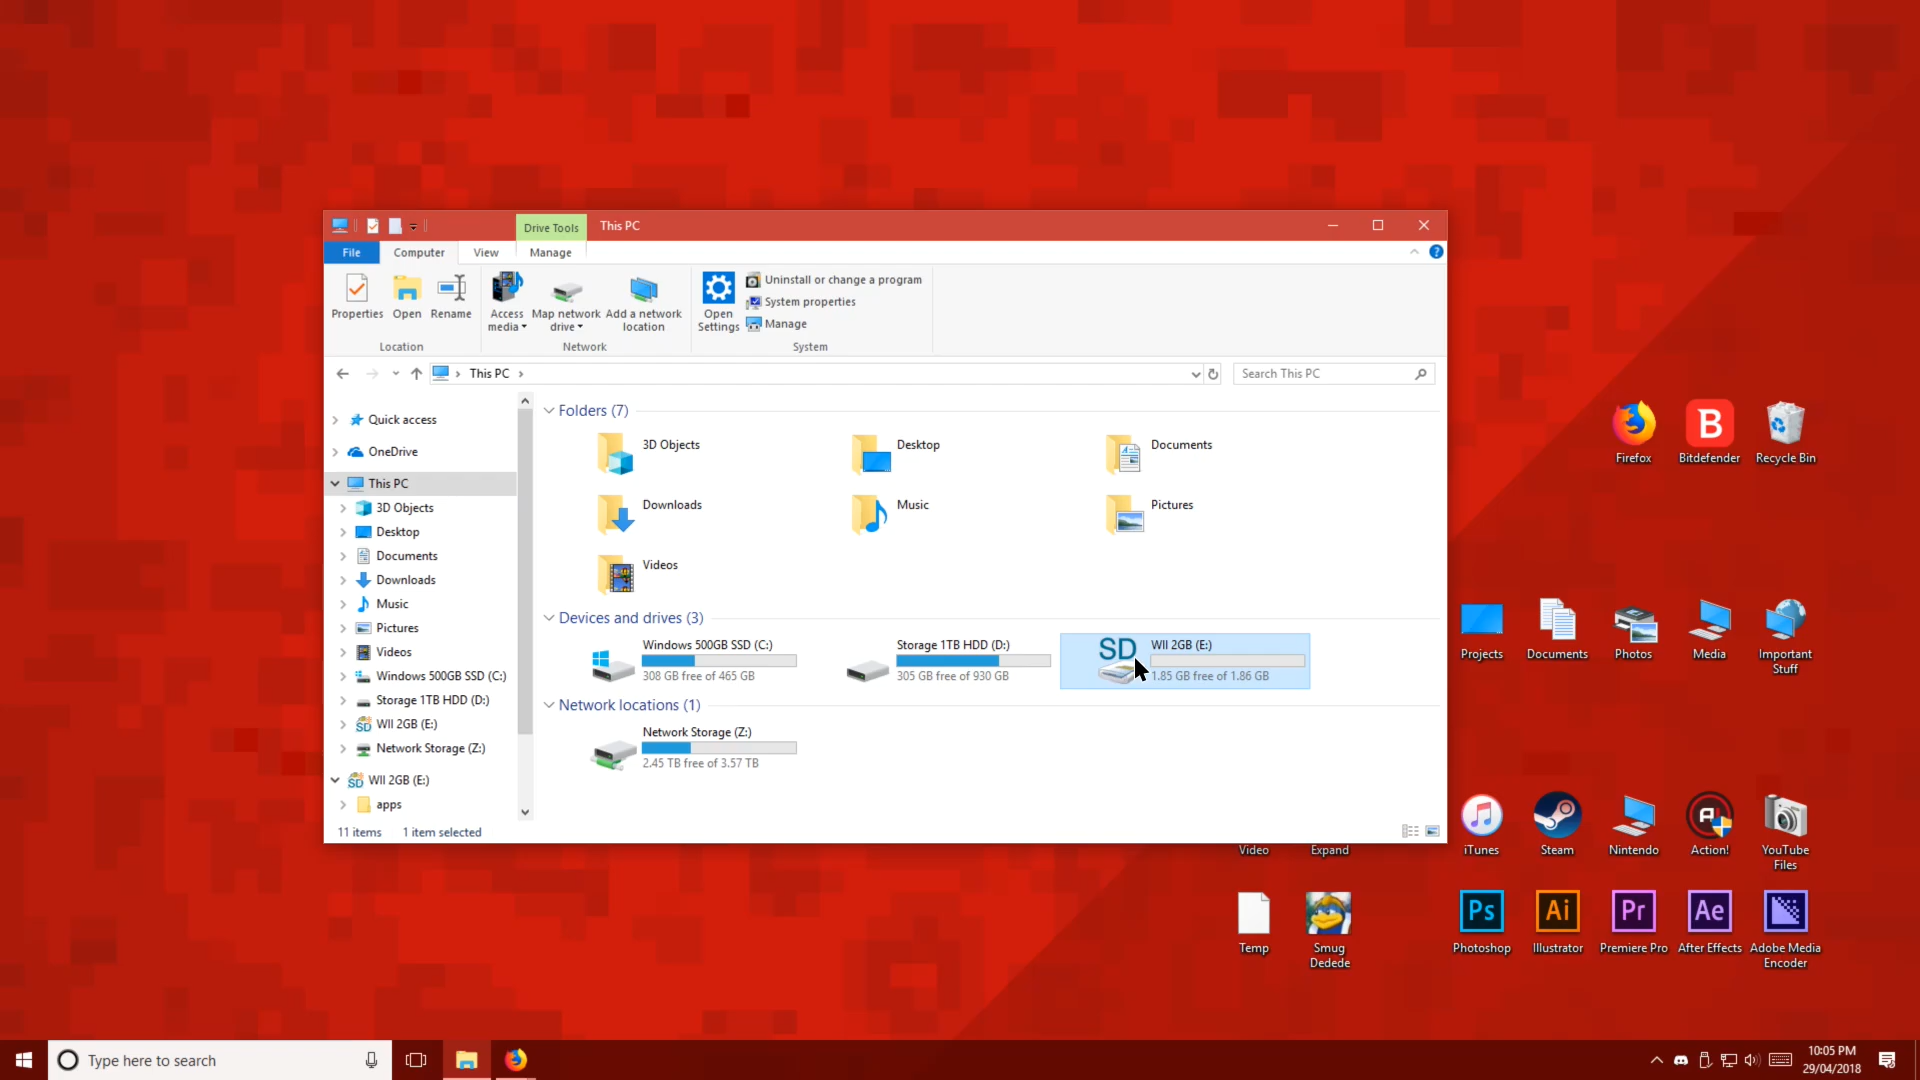 Drive Tools
This PC
File
Computer
View
Manage
Properties
Open
Rename
Access
media
Map network
drive
Add a network
location
Open
Settings
Uninstall or change a program
System properties
Manage
Location
Network
System
This PC
Search This PC
Quick access
OneDrive
This PC
3D Objects
Desktop
Documents
Downloads
Music
Pictures
Videos
Windows 500GB SSD (C:)
Storage 1TB HDD (D:)
WII 2GB (E:)
Network Storage (Z:)
WII 2GB (E:)
apps
Folders (7)
3D Objects
Desktop
Documents
Downloads
Music
Pictures
Videos
Devices and drives (3)
Windows 500GB SSD (C:)
308 GB free of 465 GB
Storage 1TB HDD (D:)
305 GB free of 930 GB
SD
WII 2GB (E:)
1.85 GB free of 1.86 GB
Network locations (1)
Network Storage (Z:)
2.45 TB free of 3.57 TB
11 items
1 item selected
Firefox
B
Bitdefender
Recycle Bin
Projects
Documents
Photos
Media
Important
Stuff
Video
Expand
iTunes
Steam
Nintendo
Action!
YouTube
Files
Temp
Smug
Dedede
Ps
Photoshop
Ai
Illustrator
Pr
Premiere Pro
Ae
After Effects
Adobe Media
Encoder
Type here to search
10:05 PM
29/04/2018